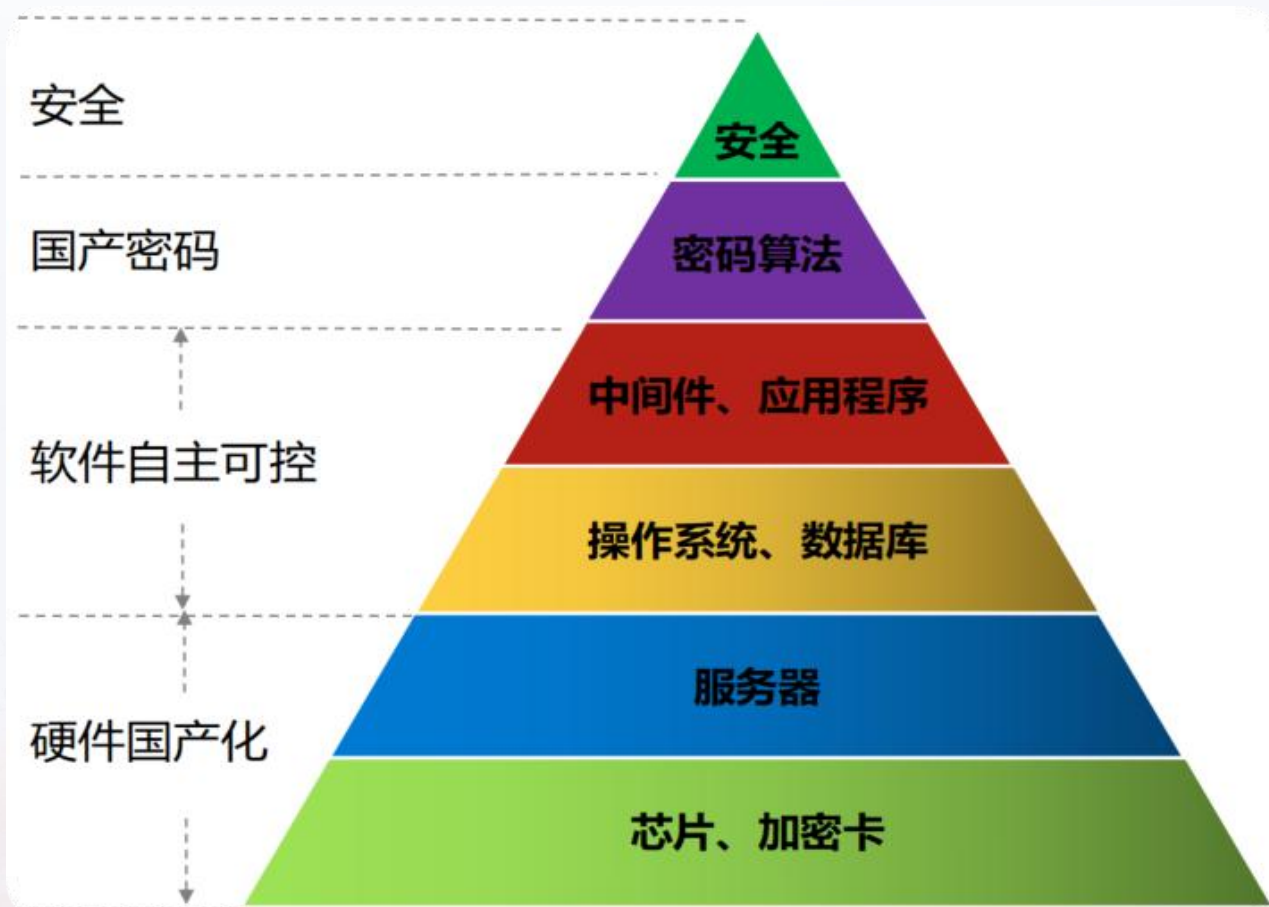 安全
安全
国产密码
密码算法
中间件、应用程序
软件自主可控
操作系统、数据库
服务器
硬件国产化
芯片、加密卡